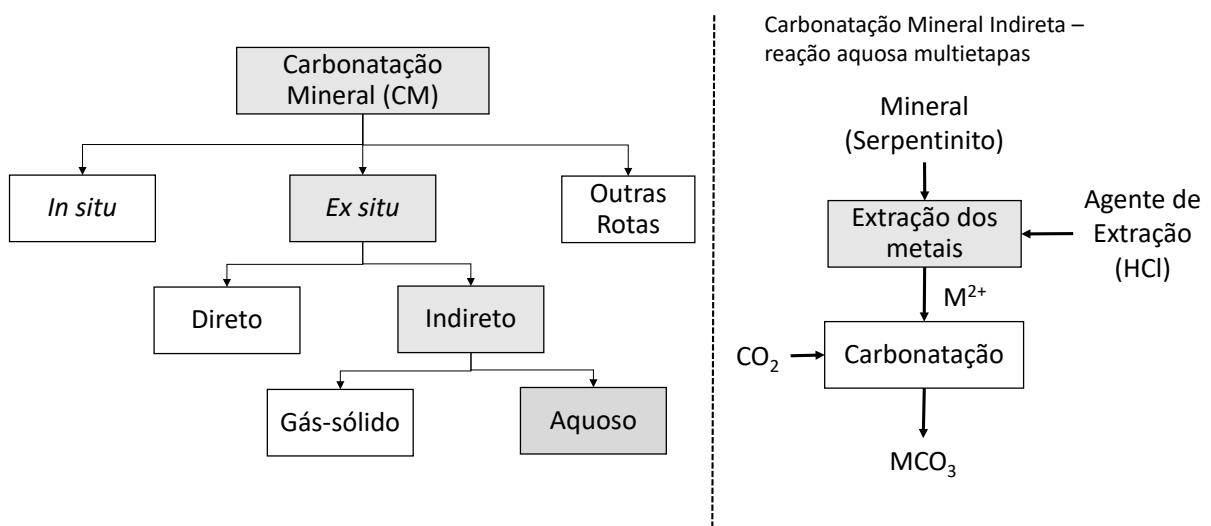 Carbonatação
Mineral (CM)
In situ
Ex situ
Outras
Rotas
Direto
Indireto
Gás-sólido
Aquoso
Carbonatação Mineral Indireta –
reação aquosa multietapas
Mineral
(Serpentinito)
Extração dos
metais
Agente de
Extração
(HCl)
M²⁺
CO₂
Carbonatação
MCO₃